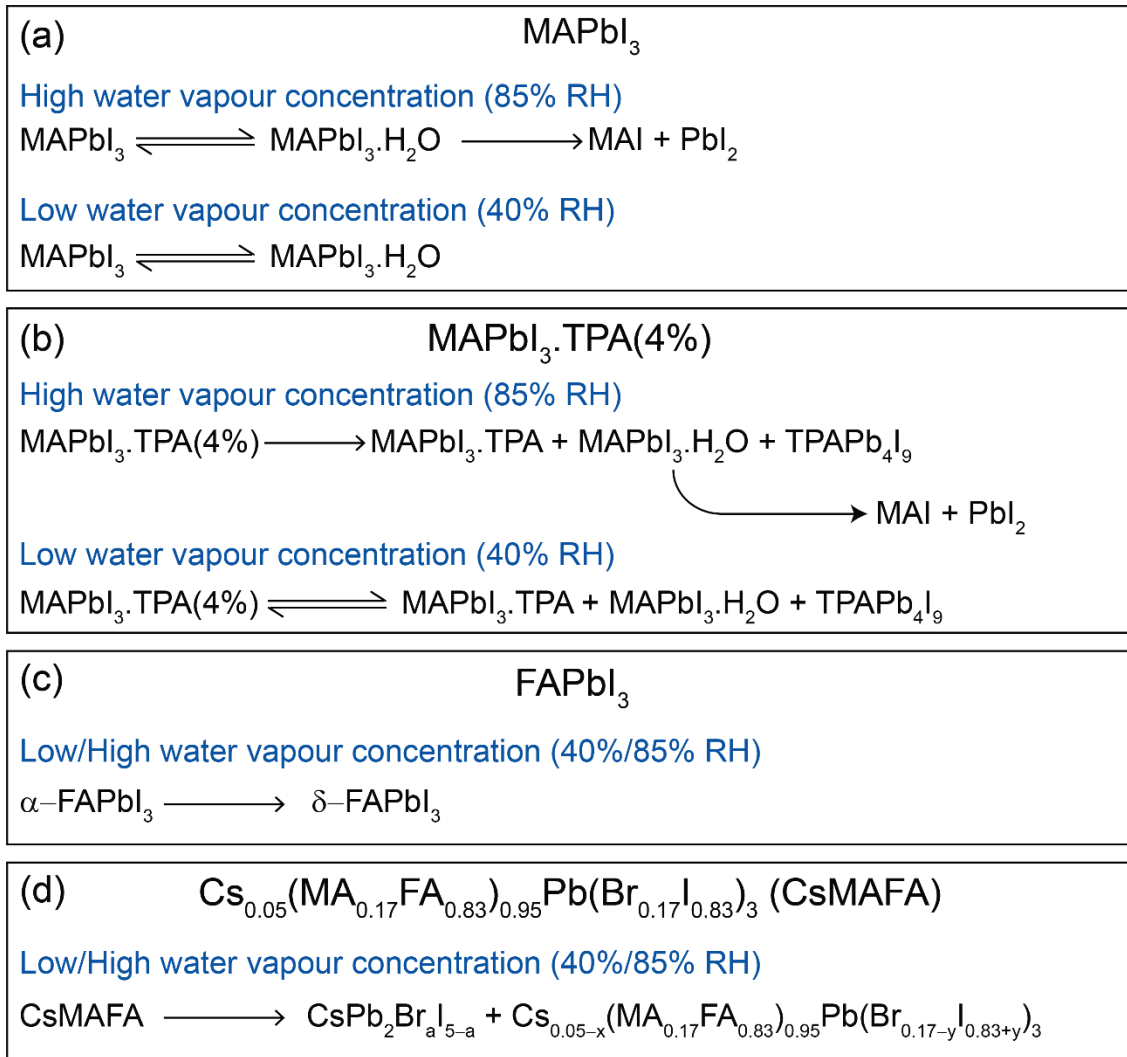 (a) MAPbI₃
High water vapour concentration (85% RH)
MAPbI₃ ⇌ MAPbI₃.H₂O ⟶ MAI + PbI₂
Low water vapour concentration (40% RH)
MAPbI₃ ⇌ MAPbI₃.H₂O
(b) MAPbI₃.TPA(4%)
High water vapour concentration (85% RH)
MAPbI₃.TPA(4%) ⟶ MAPbI₃.TPA + MAPbI₃.H₂O + TPAPb₄I₉
MAI + PbI₂
Low water vapour concentration (40% RH)
MAPbI₃.TPA(4%) ⇌ MAPbI₃.TPA + MAPbI₃.H₂O + TPAPb₄I₉
(c) FAPbI₃
Low/High water vapour concentration (40%/85% RH)
α–FAPbI₃ ⟶ δ–FAPbI₃
(d) Cs₀.₀₅(MA₀.₁₇FA₀.₈₃)₀.₉₅Pb(Br₀.₁₇I₀.₈₃)₃ (CsMAFA)
Low/High water vapour concentration (40%/85% RH)
CsMAFA ⟶ CsPb₂BrₐI₅₋ₐ + Cs₀.₀₅₋ₓ(MA₀.₁₇FA₀.₈₃)₀.₉₅Pb(Br₀.₁₇₋yI₀.₈₃₊y)₃